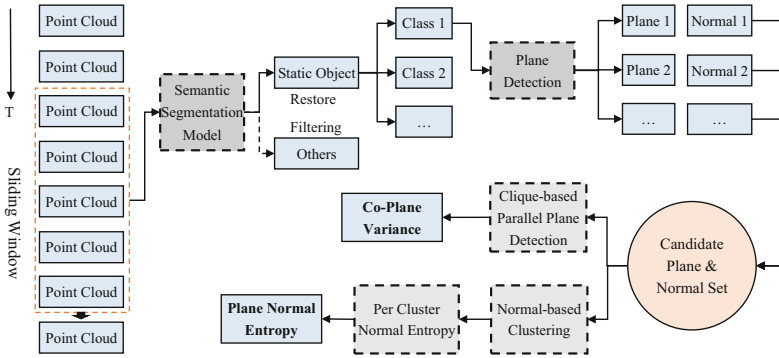 Point Cloud
Point Cloud
Point Cloud
Point Cloud
Point Cloud
Point Cloud
Point Cloud
Point Cloud
T
Sliding Window
Semantic
Segmentation
Model
Static Object
Restore
Filtering
Others
Class 1
Class 2
...
Plane
Detection
Plane 1
Normal 1
Plane 2
Normal 2
...
...
Candidate
Plane &
Normal Set
Clique-based
Parallel Plane
Detection
Co-Plane
Variance
Normal-based
Clustering
Per Cluster
Normal Entropy
Plane Normal
Entropy